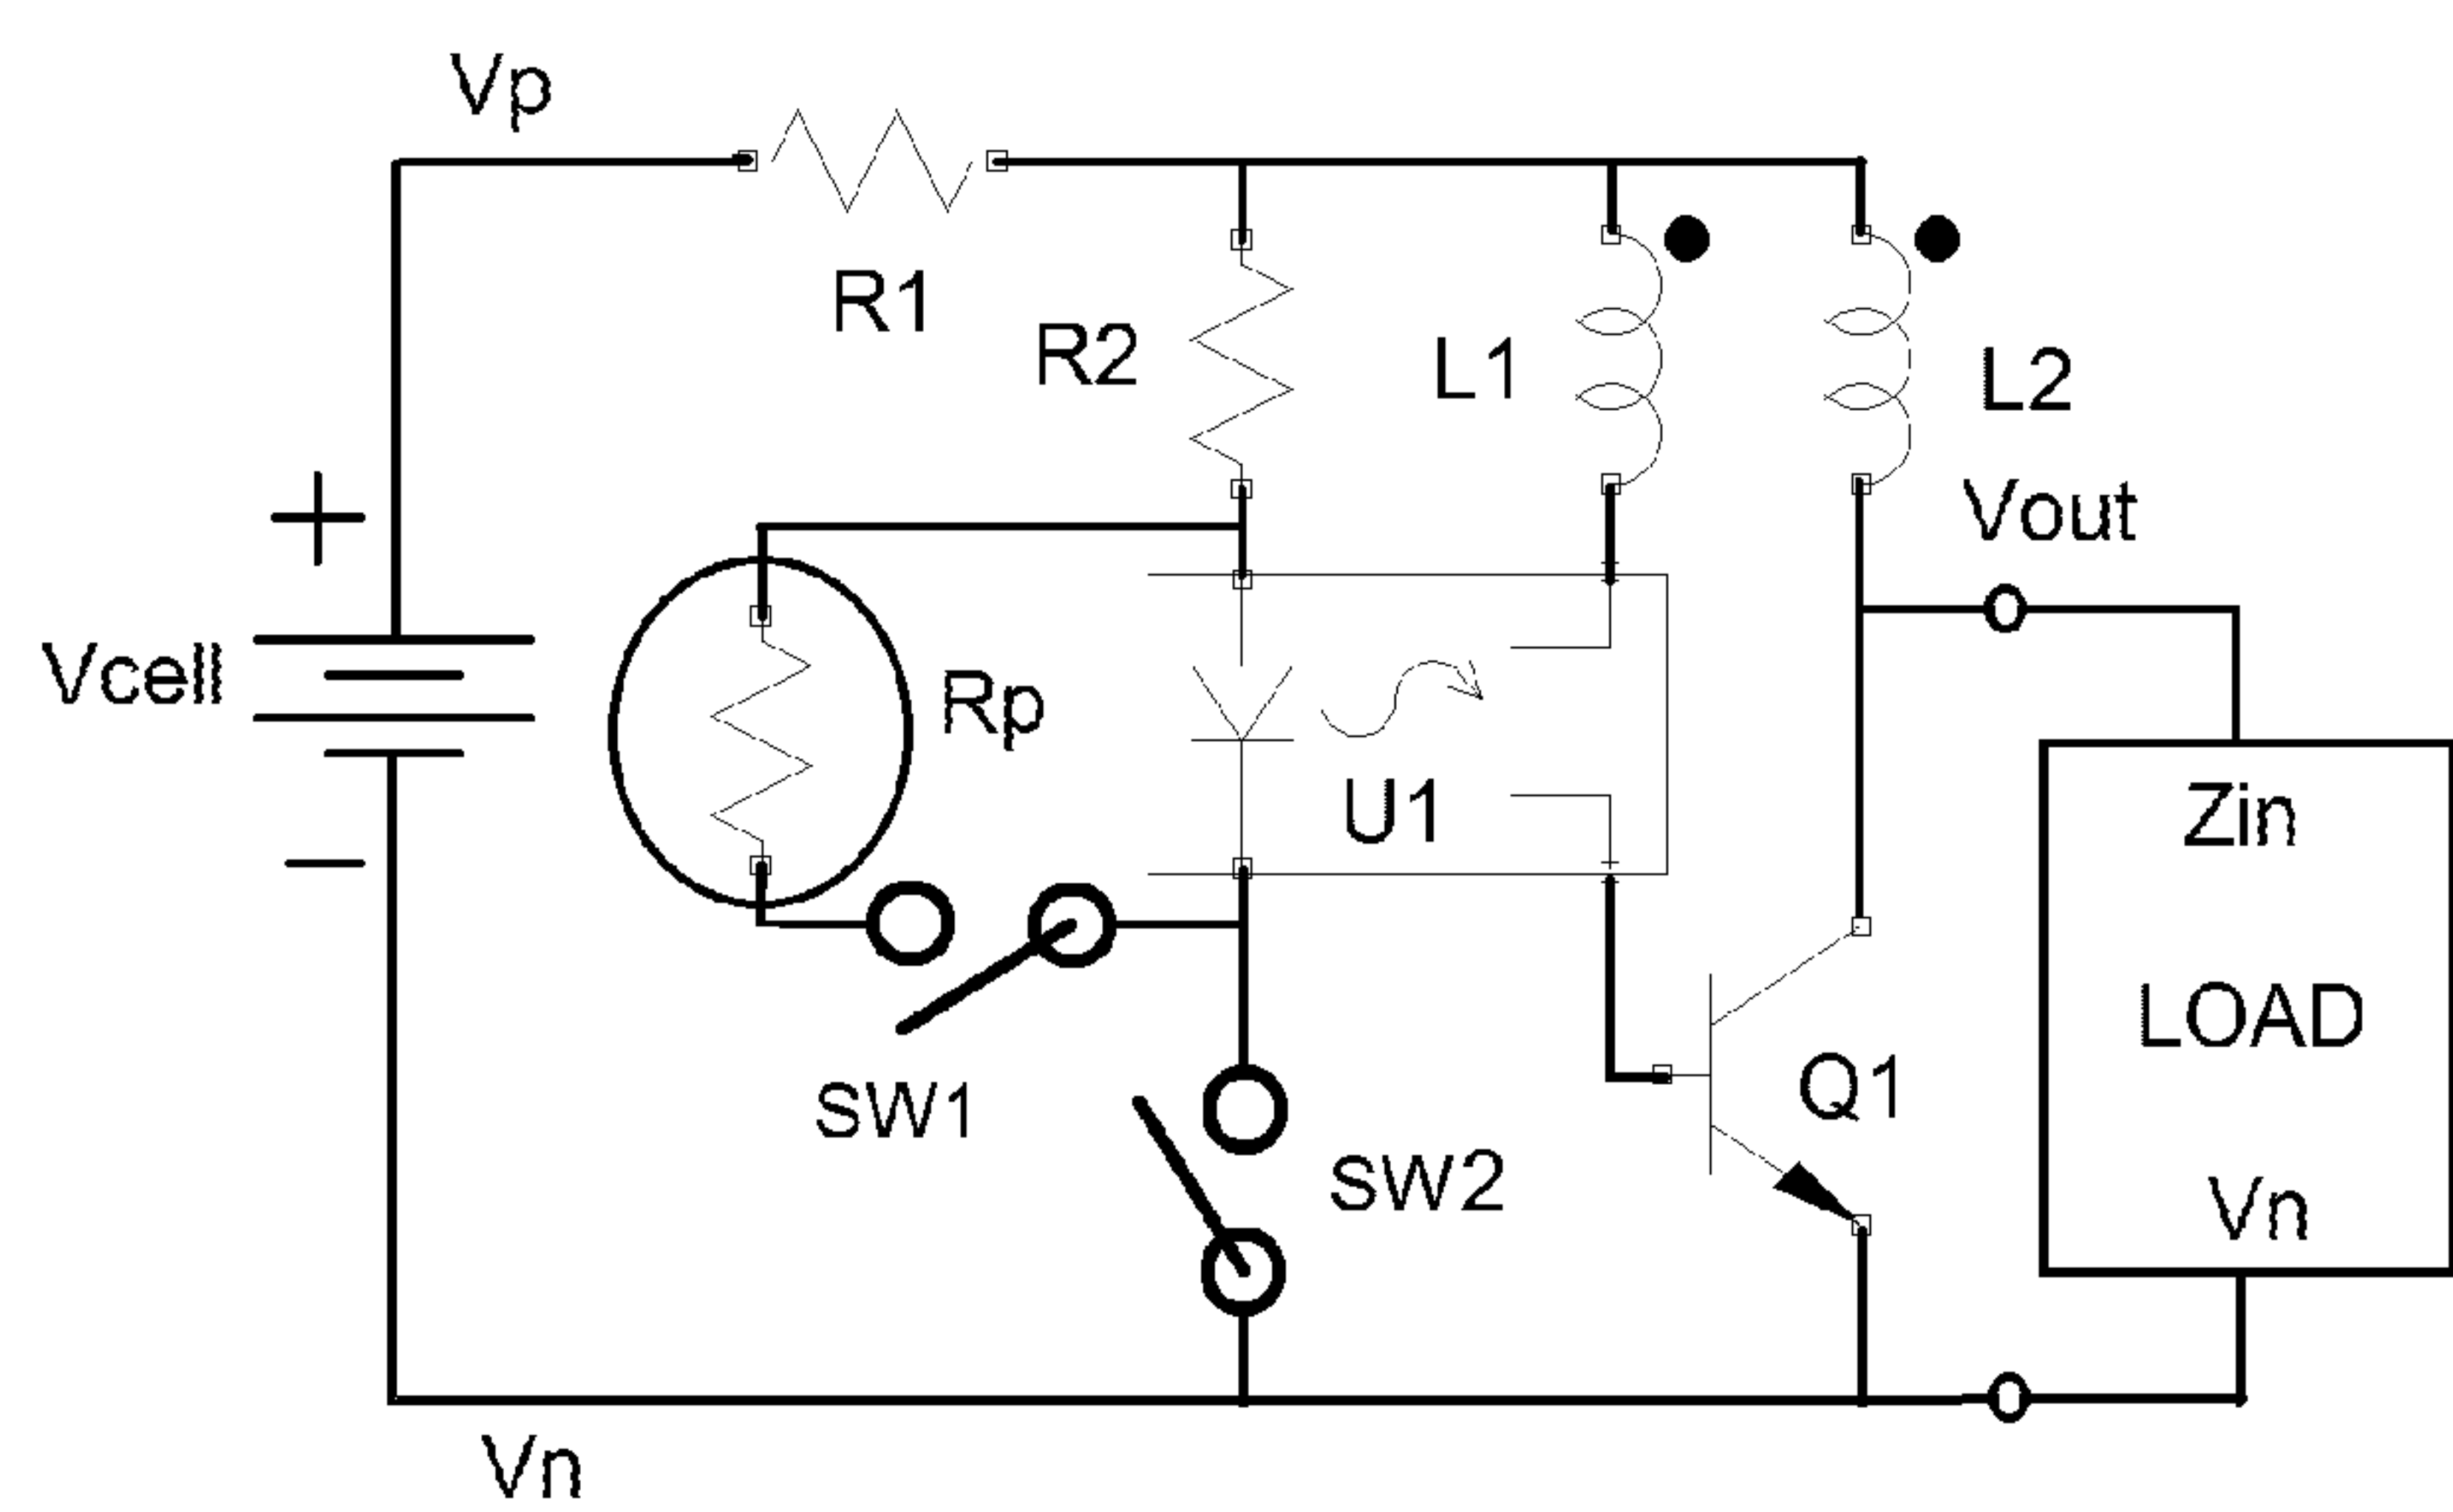 Vp
R1
R2
L1
L2
Vout
+
Vcell
Rp
U1
Zin
−
LOAD
SW1
Q1
SW2
Vn
Vn